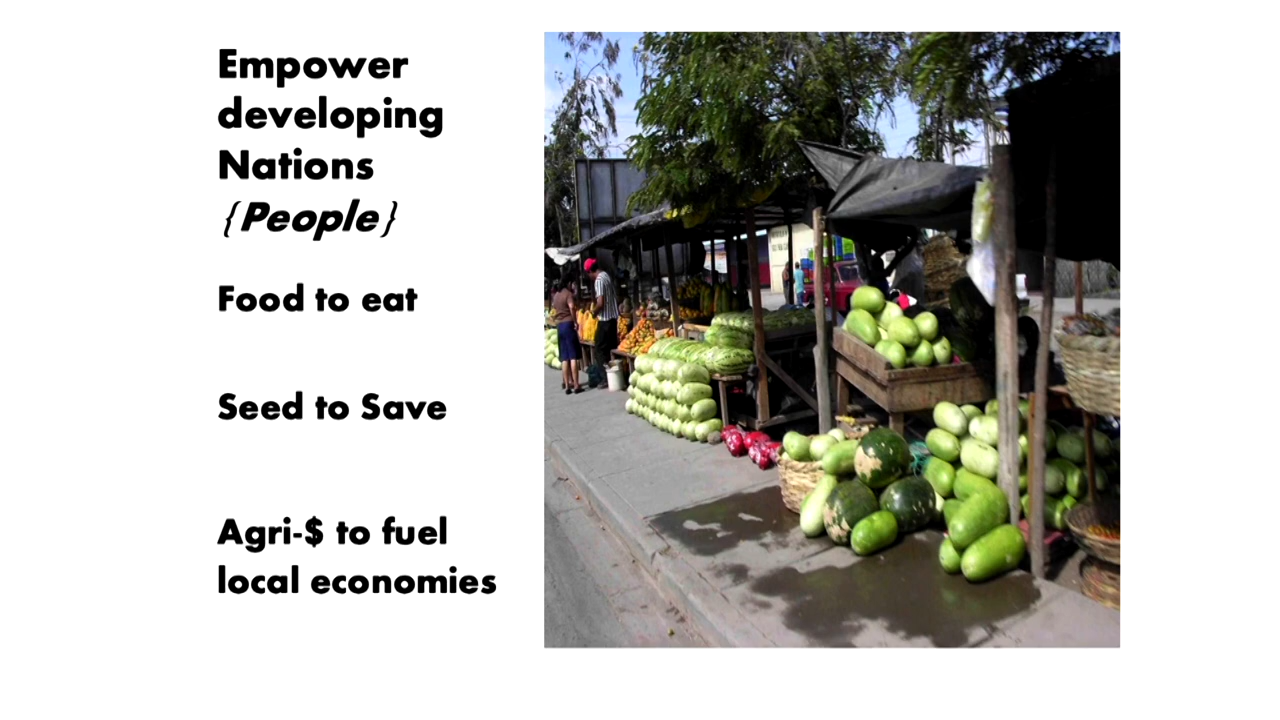 Empower
developing
Nations
{People}
Food to eat
Seed to Save
Agri-$ to fuel
local economies